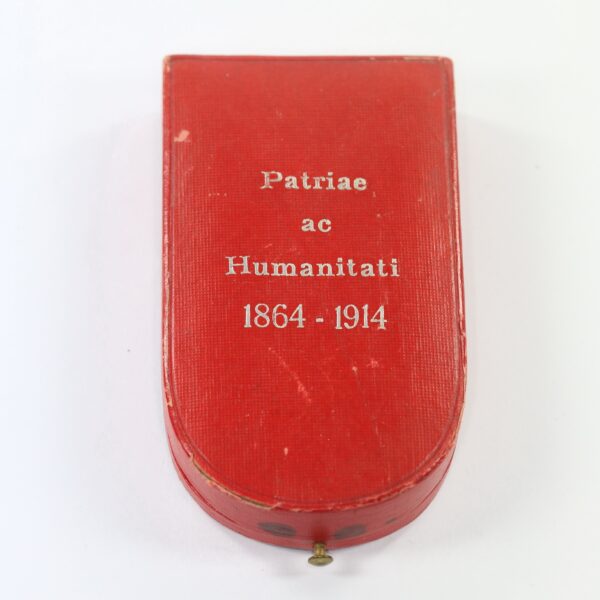 Patriae
ac
Humanitati
1864 - 1914